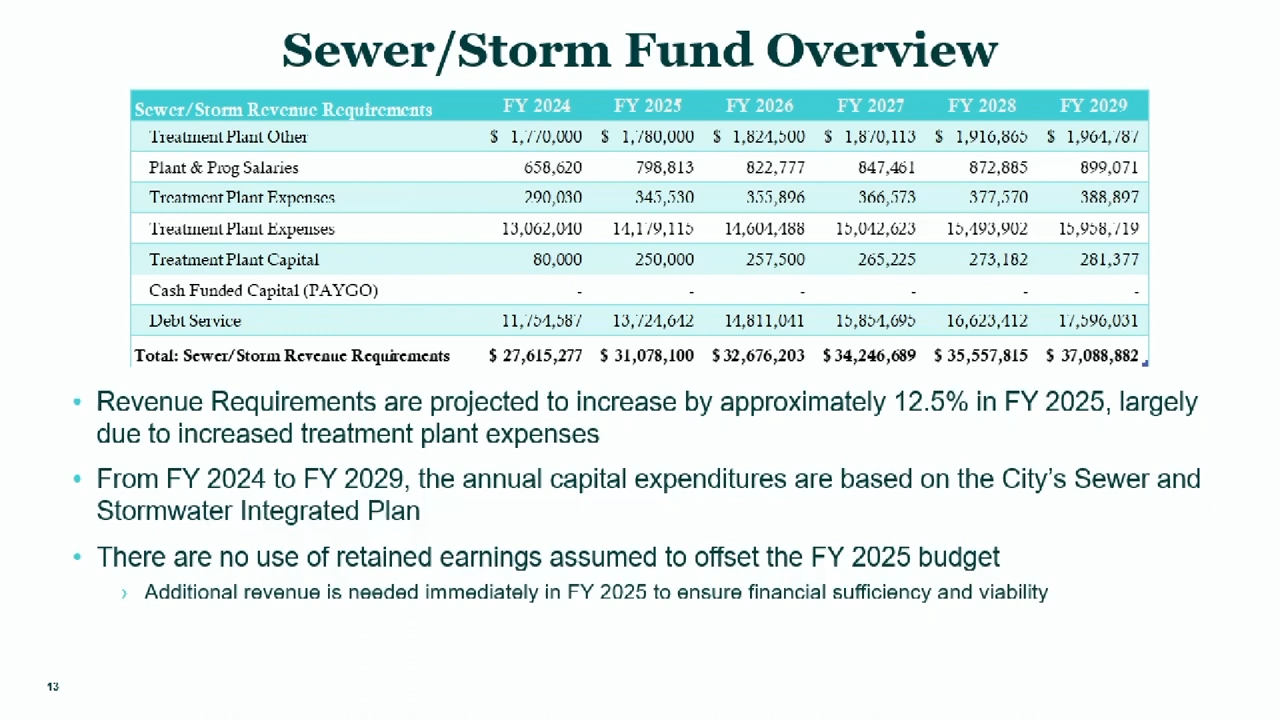 Sewer/Storm Fund Overview
Sewer/Storm Revenue Requirements FY 2024 FY 2025 FY 2026 FY 2027 FY 2028 FY 2029
Treatment Plant Other $ 1,770,000 $ 1,780,000 $ 1,824,500 $ 1,870,113 $ 1,916,865 $ 1,964,787
Plant & Prog Salaries 658,620 798,813 822,777 847,461 872,885 899,071
Treatment Plant Expenses 290,030 345,530 355,896 366,573 377,570 388,897
Treatment Plant Expenses 13,062,040 14,179,115 14,604,488 15,042,623 15,493,902 15,958,719
Treatment Plant Capital 80,000 250,000 257,500 265,225 273,182 281,377
Cash Funded Capital (PAYGO) - - - - - -
Debt Service 11,754,587 13,724,642 14,811,041 15,854,695 16,623,412 17,596,031
Total: Sewer/Storm Revenue Requirements $ 27,615,277 $ 31,078,100 $ 32,676,203 $ 34,246,689 $ 35,557,815 $ 37,088,882
• Revenue Requirements are projected to increase by approximately 12.5% in FY 2025, largely
due to increased treatment plant expenses
• From FY 2024 to FY 2029, the annual capital expenditures are based on the City's Sewer and
Stormwater Integrated Plan
• There are no use of retained earnings assumed to offset the FY 2025 budget
› Additional revenue is needed immediately in FY 2025 to ensure financial sufficiency and viability
13